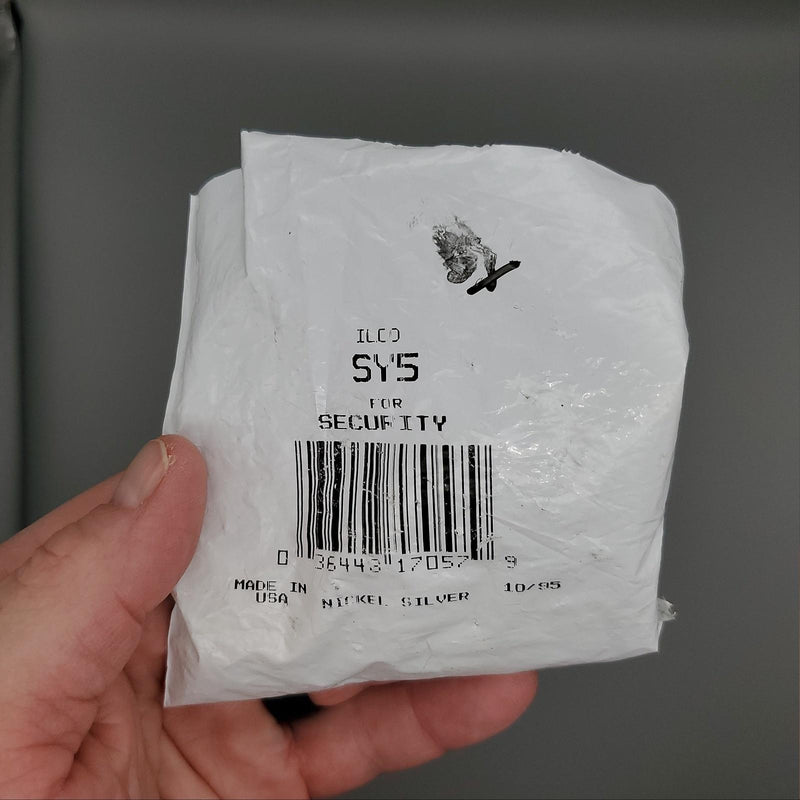 ILCO
SY5
FOR
SECURITY
0 36443 17057 9
MADE IN
USA NICKEL SILVER 10/95